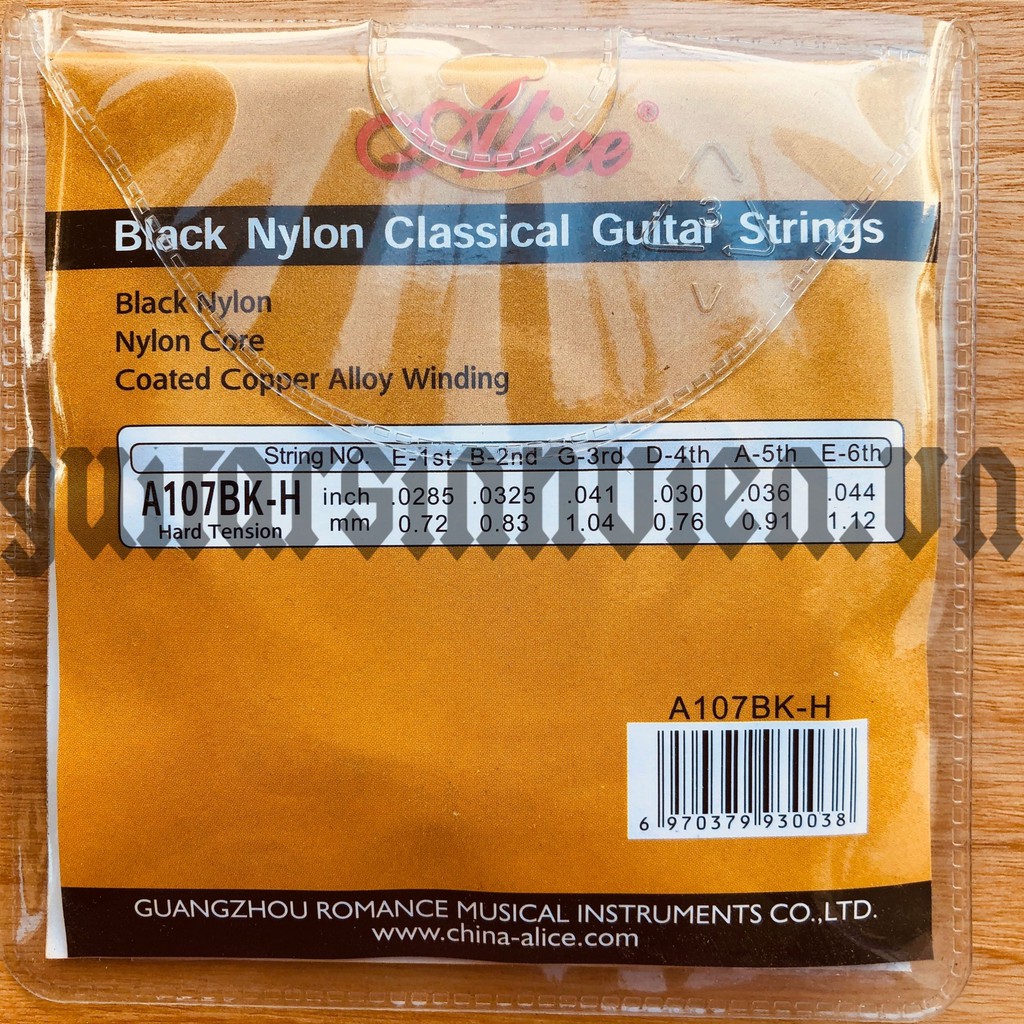 Alice®
Black Nylon Classical Guitar Strings
3
Black Nylon
Nylon Core
Coated Copper Alloy Winding
String NO. E-1st B-2nd G-3rd D-4th A-5th E-6th
A107BK-H inch .0285 .0325 .041 .030 .036 .044
Hard Tension mm 0.72 0.83 1.04 0.76 0.91 1.12
guitarsinhvien.vn
A107BK-H
6 970379 930038
GUANGZHOU ROMANCE MUSICAL INSTRUMENTS CO.,LTD.
www.china-alice.com